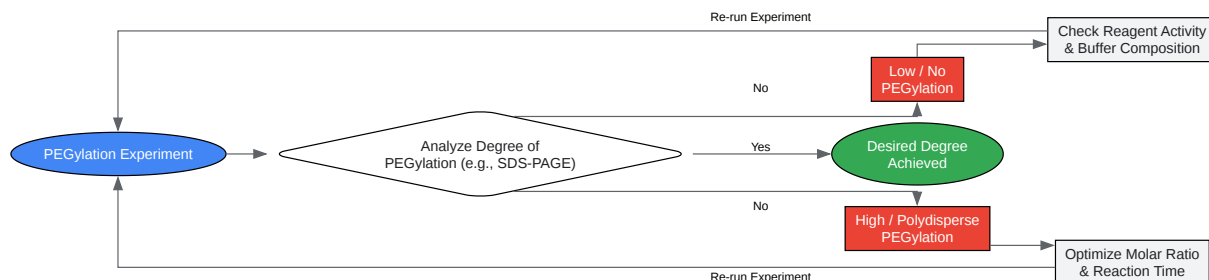 Re-run Experiment
Check Reagent Activity
& Buffer Composition
Low / No
PEGylation
No
PEGylation Experiment
Analyze Degree of
PEGylation (e.g., SDS-PAGE)
Yes
Desired Degree
Achieved
No
High / Polydisperse
PEGylation
Optimize Molar Ratio
& Reaction Time
Re-run Experiment